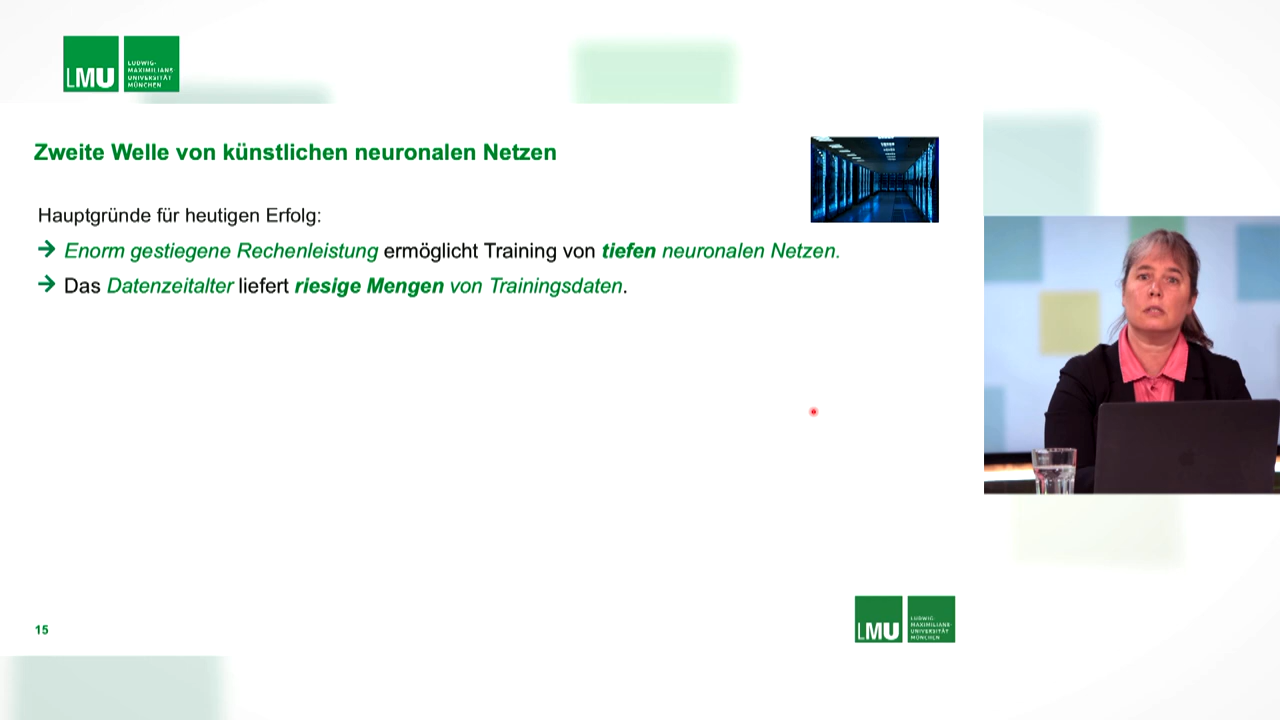 LMU
LUDWIG-
MAXIMILIANS-
UNIVERSITÄT
MÜNCHEN
Zweite Welle von künstlichen neuronalen Netzen
Hauptgründe für heutigen Erfolg:
→ Enorm gestiegene Rechenleistung ermöglicht Training von tiefen neuronalen Netzen.
→ Das Datenzeitalter liefert riesige Mengen von Trainingsdaten.
15
LMU
LUDWIG-
MAXIMILIANS-
UNIVERSITÄT
MÜNCHEN